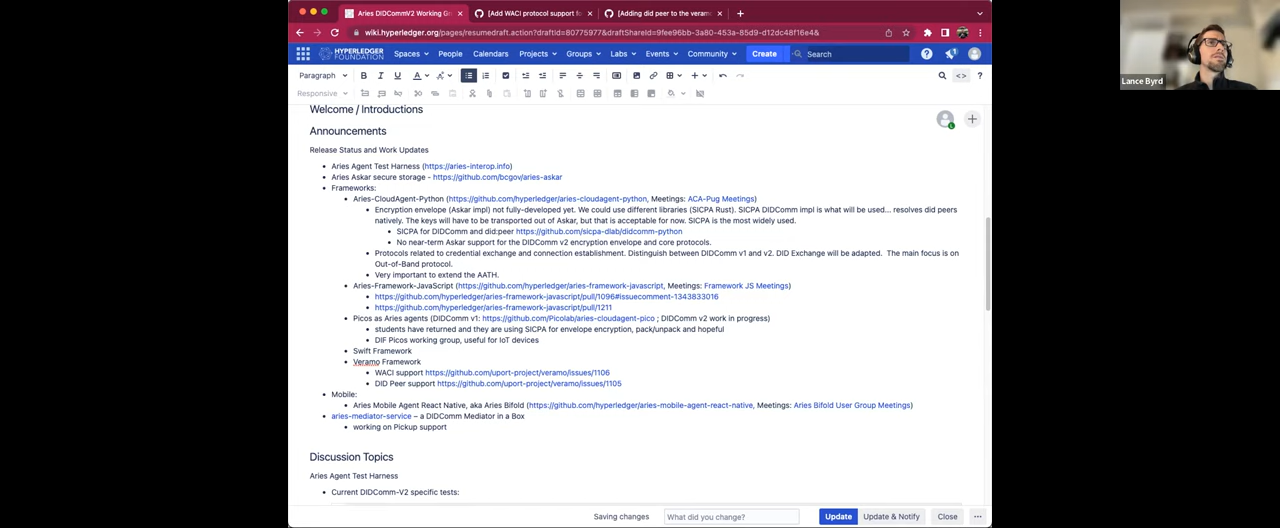 Aries DIDCommV2 Working Gr
[Add WACI protocol support fo
[Adding did peer to the veramo
wiki.hyperledger.org/pages/resumedraft.action?draftId=80775977&draftShareId=9fee96bb-3a80-453a-85d9-d12dc48f16e4&
HYPERLEDGER FOUNDATION Spaces People Calendars Projects Groups Labs Events Community Create Search
Paragraph B I U A
Responsive
Welcome / Introductions
Announcements
Release Status and Work Updates
Aries Agent Test Harness (https://aries-interop.info)
Aries Askar secure storage - https://github.com/bcgov/aries-askar
Frameworks:
Aries-CloudAgent-Python (https://github.com/hyperledger/aries-cloudagent-python, Meetings: ACA-Pug Meetings)
Encryption envelope (Askar impl) not fully-developed yet. We could use different libraries (SICPA Rust). SICPA DIDComm impl is what will be used... resolves did peers
natively. The keys will have to be transported out of Askar, but that is acceptable for now. SICPA is the most widely used.
SICPA for DIDComm and did:peer https://github.com/sicpa-dlab/didcomm-python
No near-term Askar support for the DIDComm v2 encryption envelope and core protocols.
Protocols related to credential exchange and connection establishment. Distinguish between DIDComm v1 and v2. DID Exchange will be adapted. The main focus is on
Out-of-Band protocol.
Very important to extend the AATH.
Aries-Framework-JavaScript (https://github.com/hyperledger/aries-framework-javascript, Meetings: Framework JS Meetings)
https://github.com/hyperledger/aries-framework-javascript/pull/1096#issuecomment-1343833016
https://github.com/hyperledger/aries-framework-javascript/pull/1211
Picos as Aries agents (DIDComm v1: https://github.com/Picolab/aries-cloudagent-pico ; DIDComm v2 work in progress)
students have returned and they are using SICPA for envelope encryption, pack/unpack and hopeful
DIF Picos working group, useful for IoT devices
Swift Framework
Veramo Framework
WACI support https://github.com/uport-project/veramo/issues/1106
DID Peer support https://github.com/uport-project/veramo/issues/1105
Mobile:
Aries Mobile Agent React Native, aka Aries Bifold (https://github.com/hyperledger/aries-mobile-agent-react-native, Meetings: Aries Bifold User Group Meetings)
aries-mediator-service – a DIDComm Mediator in a Box
working on Pickup support
Discussion Topics
Aries Agent Test Harness
Current DIDComm-V2 specific tests:
Saving changes What did you change? Update Update & Notify Close
Lance Byrd